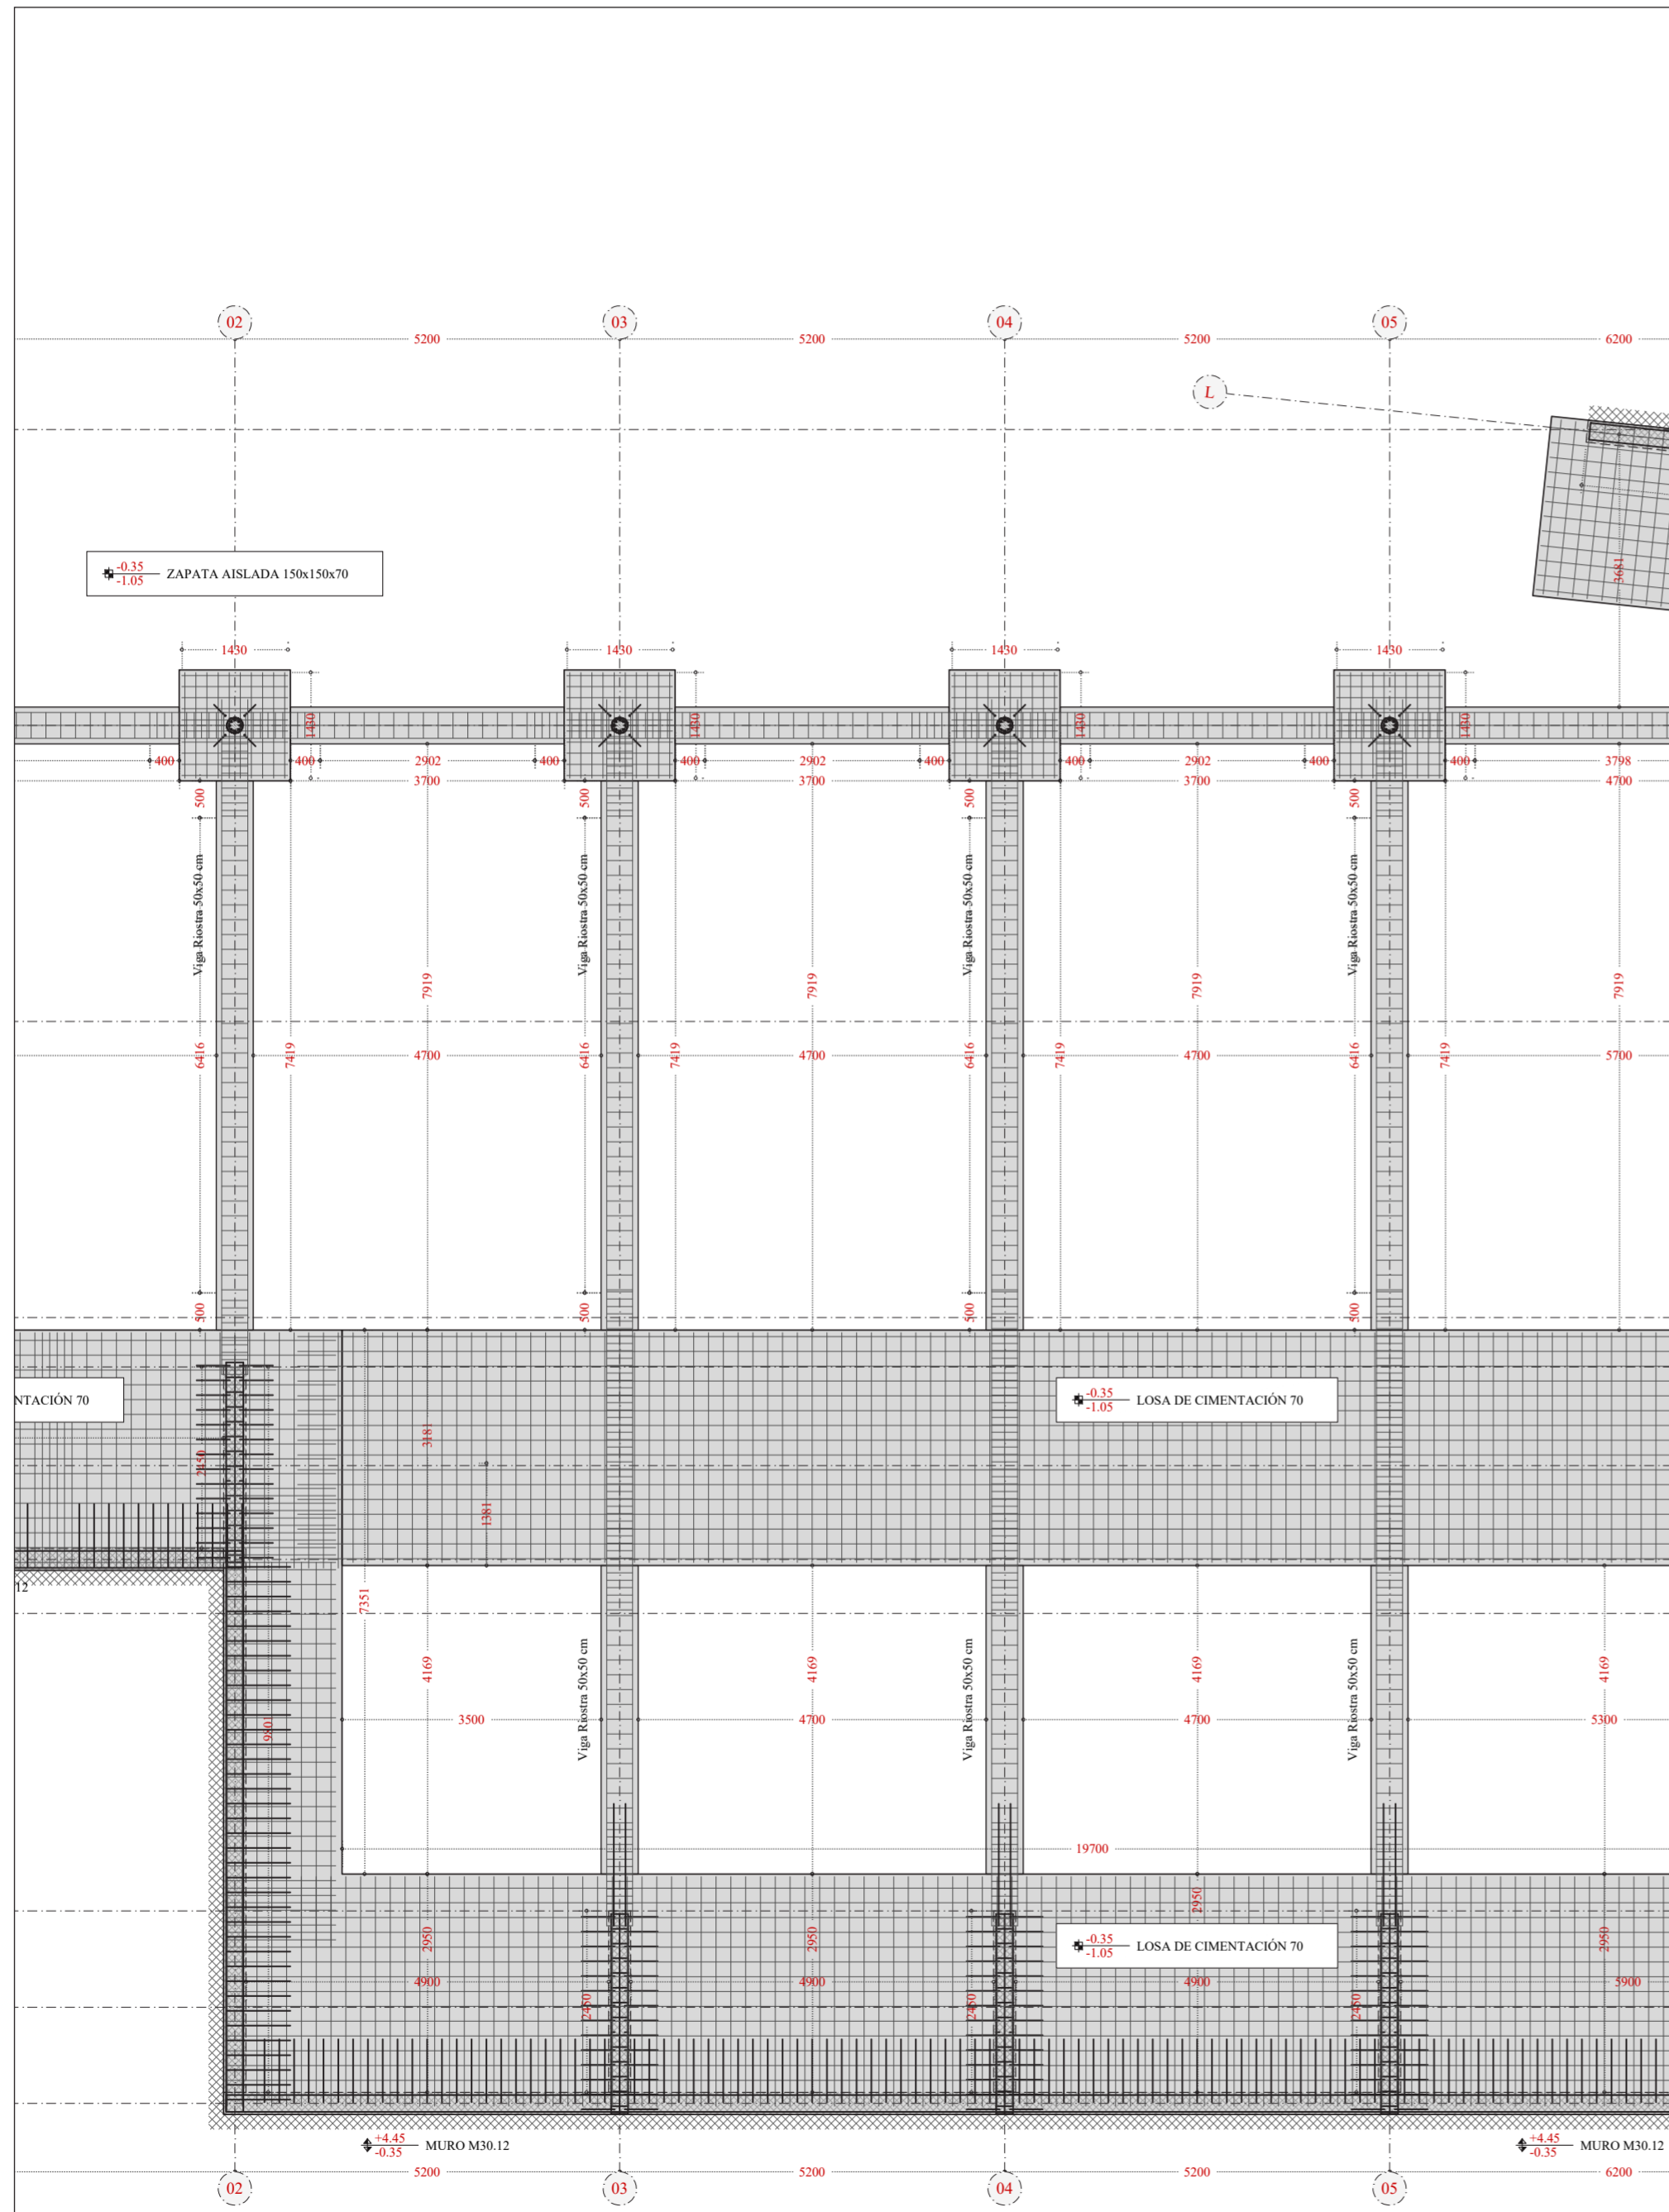 02 03 04 05
5200 5200 5200 6200
L
-0.35
-1.05
ZAPATA AISLADA 150x150x70
3681
1430 1430 1430 1430
1430 1430 1430 1430
400 2902 400 400 2902 400 400 2902 400 400 3798
400
3700 3700 3700 4700
500 500 500 500
Viga Riostra 50x50 cm
Viga Riostra 50x50 cm
Viga Riostra 50x50 cm
Viga Riostra 50x50 cm
7919 7919 7919 7919
6416 7419 4700 6416 7419 4700 6416 7419 4700 6416 7419 5700
500 500 500 500
NTACIÓN 70
-0.35
-1.05
LOSA DE CIMENTACIÓN 70
3181
2450
1381
12
7351
4169 4169 4169 4169
Viga Riostra 50x50 cm
Viga Riostra 50x50 cm
Viga Riostra 50x50 cm
9801
3500 4700 4700 5300
19700
2950
2950 2950 2950
-0.35
-1.05
LOSA DE CIMENTACIÓN 70
4900 4900 4900 5900
2450 2450 2450
+4.45
-0.35
MURO M30.12
+4.45
-0.35
MURO M30.12
5200 5200 5200 6200
02 03 04 05